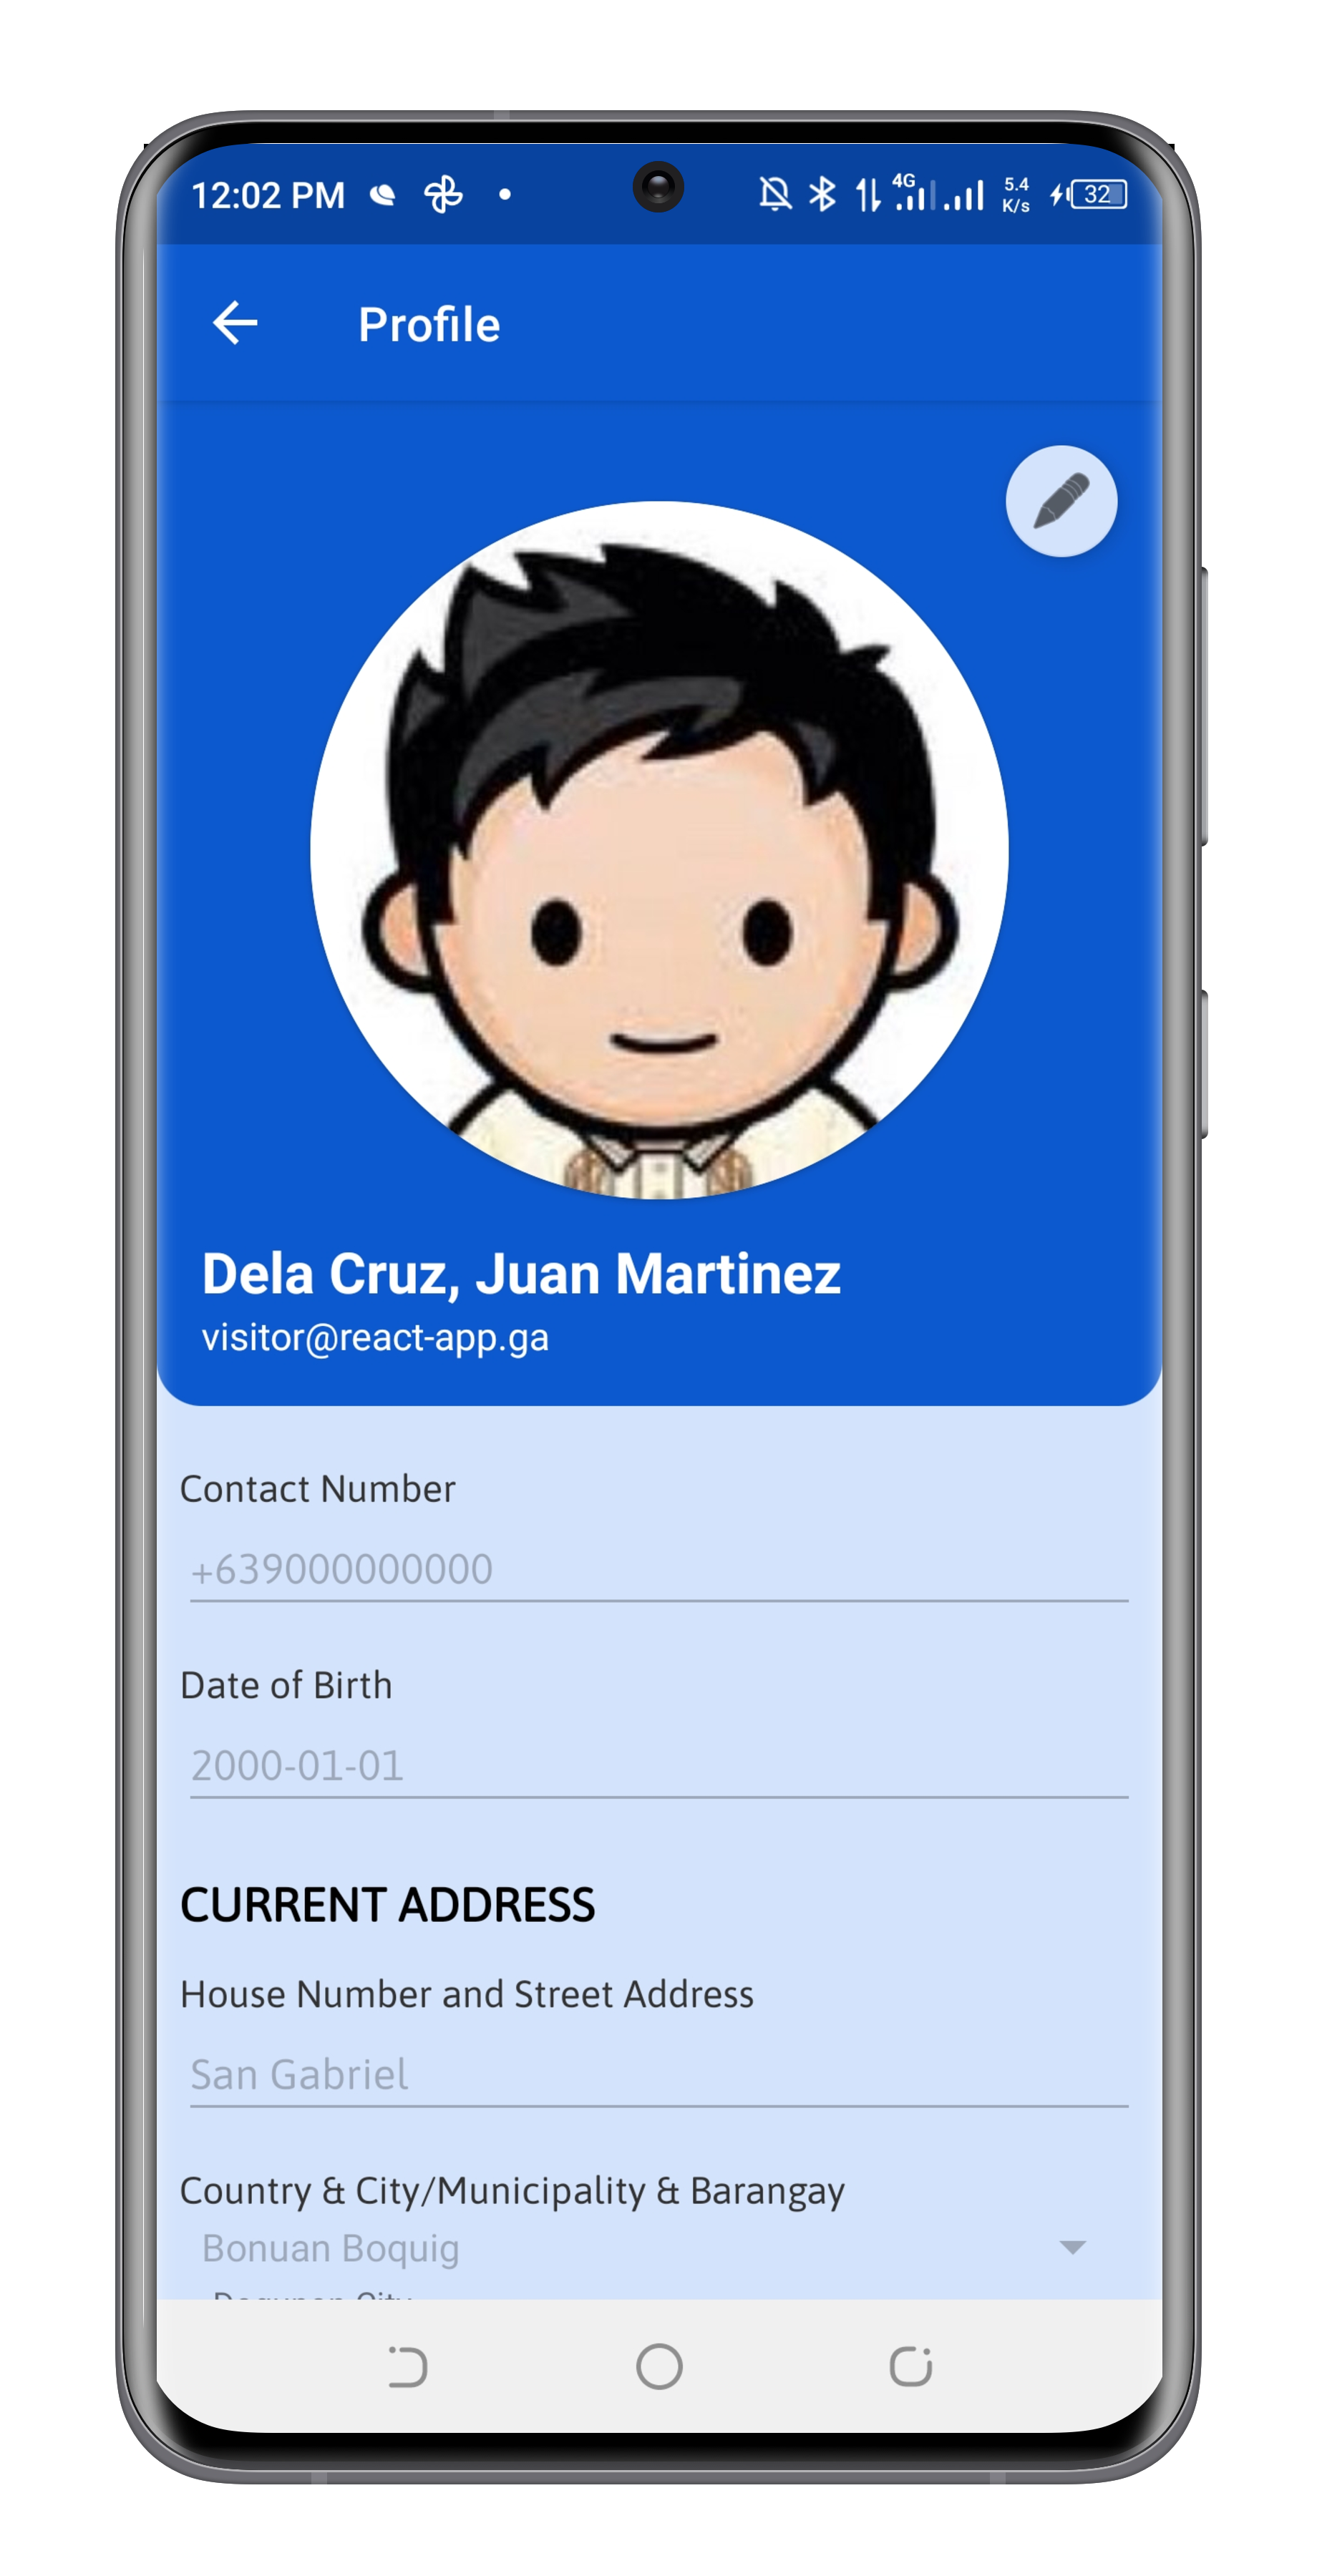 12:02 PM 4G 5.4 K/s 32
Profile
Dela Cruz, Juan Martinez
visitor@react-app.ga
Contact Number
+639000000000
Date of Birth
2000-01-01
CURRENT ADDRESS
House Number and Street Address
San Gabriel
Country & City/Municipality & Barangay
Bonuan Boquig